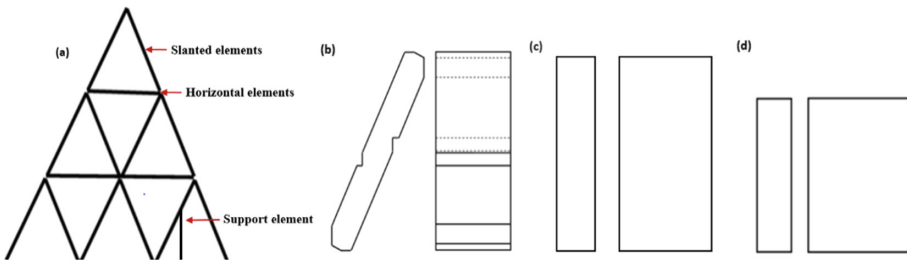 (a)
Slanted elements
Horizontal elements
Support element
(b)
(c)
(d)